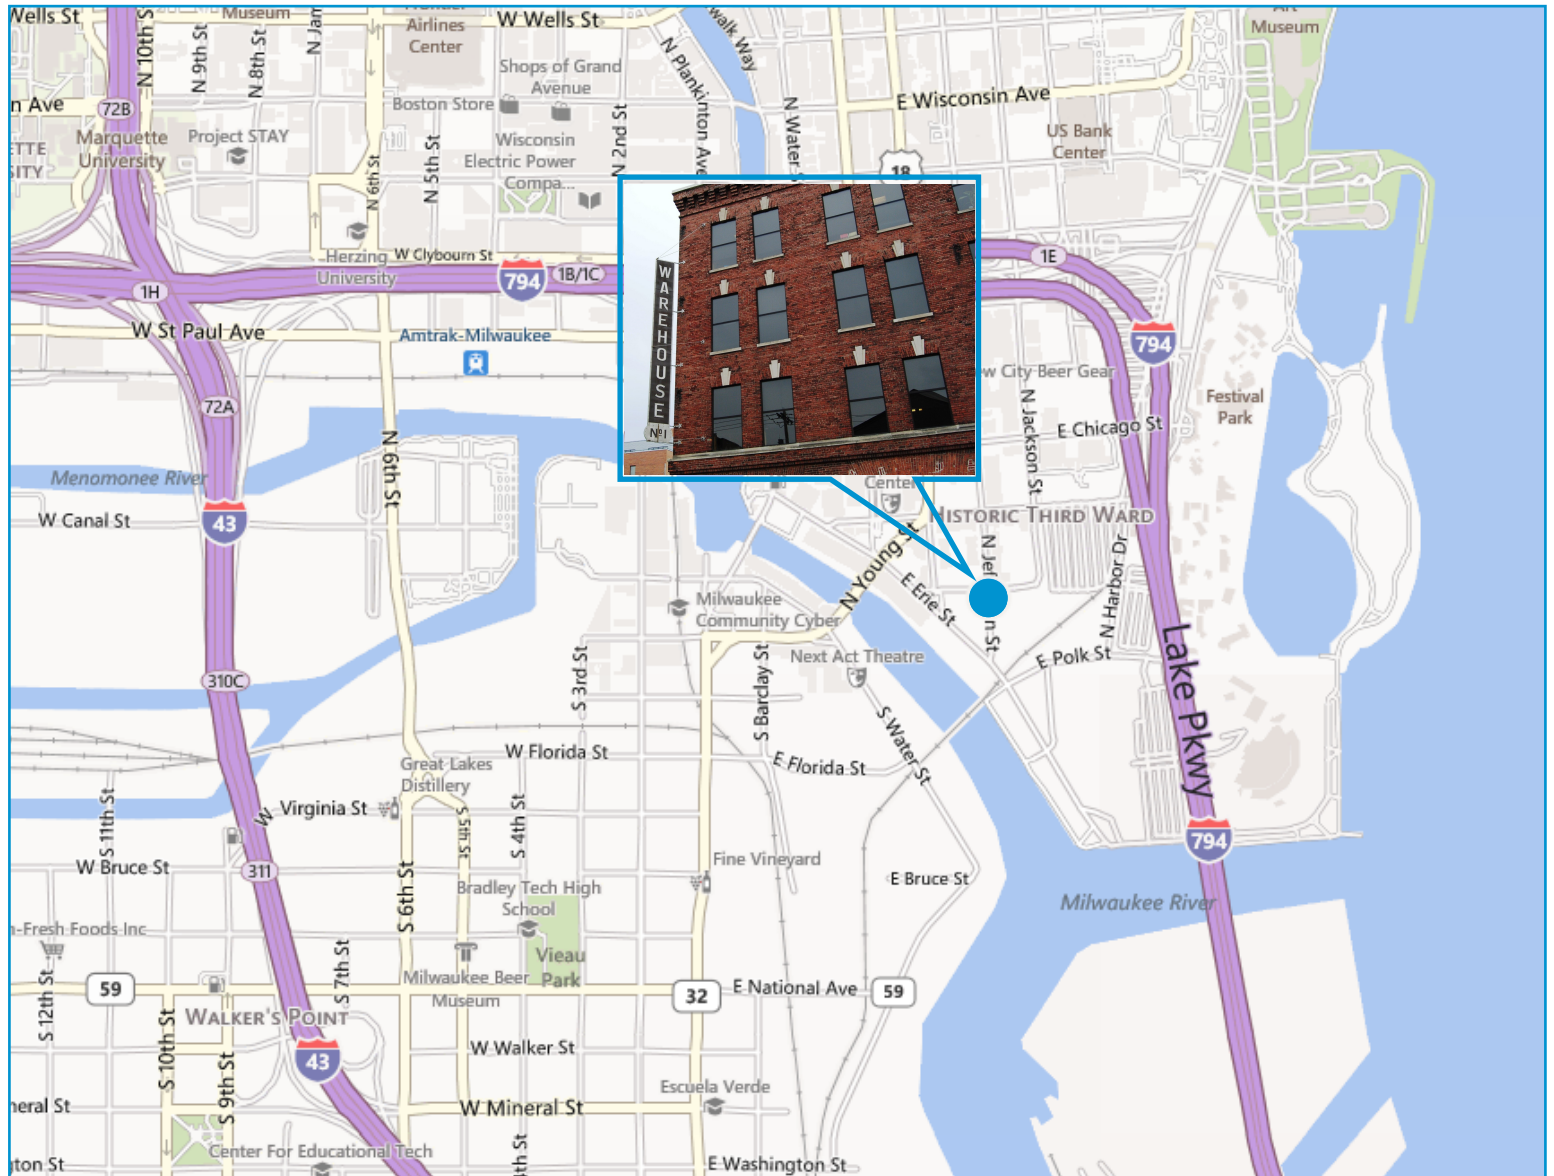 Wells St
Museum
Airlines
Center
W Wells St
Art
Museum
N 10th S
N 9th St
N 8th St
N Jam
N Plankinton Ave
walk Way
Shops of Grand
Avenue
Boston Store
E Wisconsin Ave
n Ave
72B
Marquette
University
Project STAY
ETTE
SITY
N 6th St
N 5th St
N 2nd St
Wisconsin
Electric Power
Compa...
N Water S
US Bank
Center
18
Herzing
University
W Clybourn St
794
1B/1C
1E
1H
W St Paul Ave
Amtrak-Milwaukee
794
WAREHOUSE
Nº1
w City Beer Gear
Festival
Park
72A
N Jackson St
E Chicago St
Menomonee River
N 6th St
Center
W Canal St
43
HISTORIC THIRD WARD
N Jef
n St
N Young St
E Erie St
N Harbor Dr
Milwaukee
Community Cyber
Next Act Theatre
E Polk St
Lake Pkwy
310C
S 3rd St
S Barclay St
S Water St
W Florida St
E Florida St
Great Lakes
Distillery
W Virginia St
S 11th St
S 5th St
S 4th St
794
W Bruce St
311
Fine Vineyard
E Bruce St
S 6th St
Bradley Tech High
School
Milwaukee River
-Fresh Foods Inc
Vieau
Park
S 7th St
Milwaukee Beer
Museum
59
32
E National Ave
59
S 12th St
WALKER'S POINT
S 10th St
S 9th St
43
W Walker St
Escuela Verde
neral St
W Mineral St
Center For Educational Tech
4th St
gton St
E Washington St